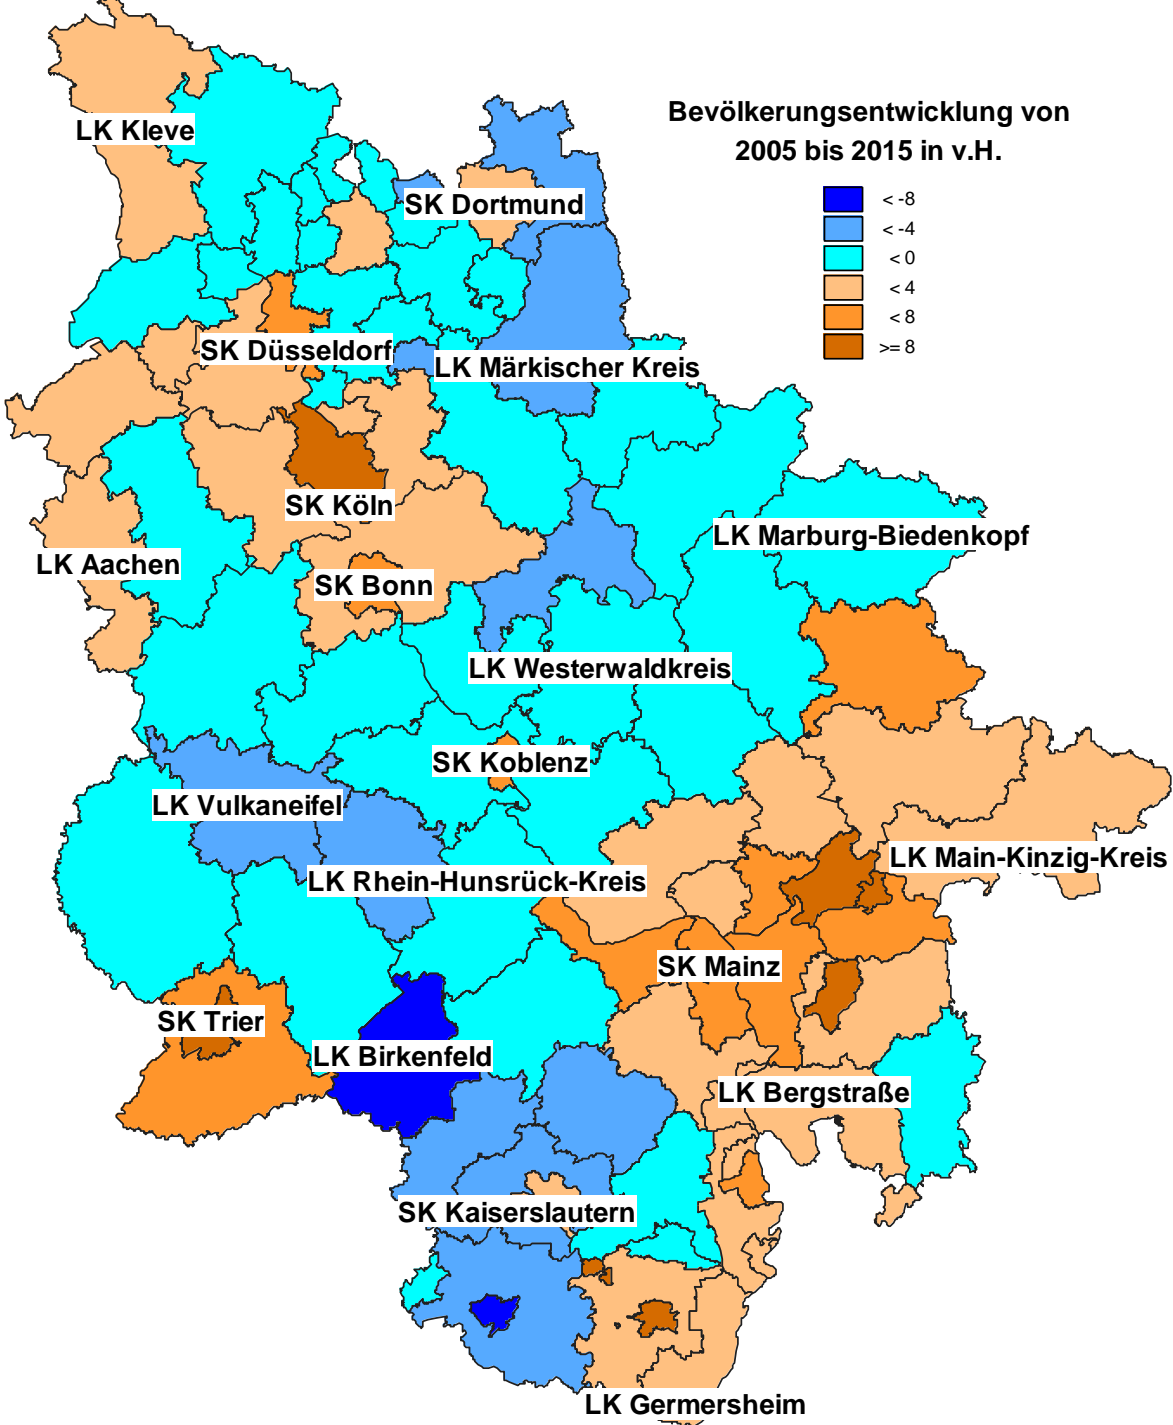 Bevölkerungsentwicklung von
2005 bis 2015 in v.H.
< -8
< -4
< 0
< 4
< 8
>= 8
LK Kleve
SK Dortmund
SK Düsseldorf
LK Märkischer Kreis
SK Köln
LK Marburg-Biedenkopf
LK Aachen
SK Bonn
LK Westerwaldkreis
SK Koblenz
LK Vulkaneifel
LK Main-Kinzig-Kreis
LK Rhein-Hunsrück-Kreis
SK Mainz
SK Trier
LK Birkenfeld
LK Bergstraße
SK Kaiserslautern
LK Germersheim